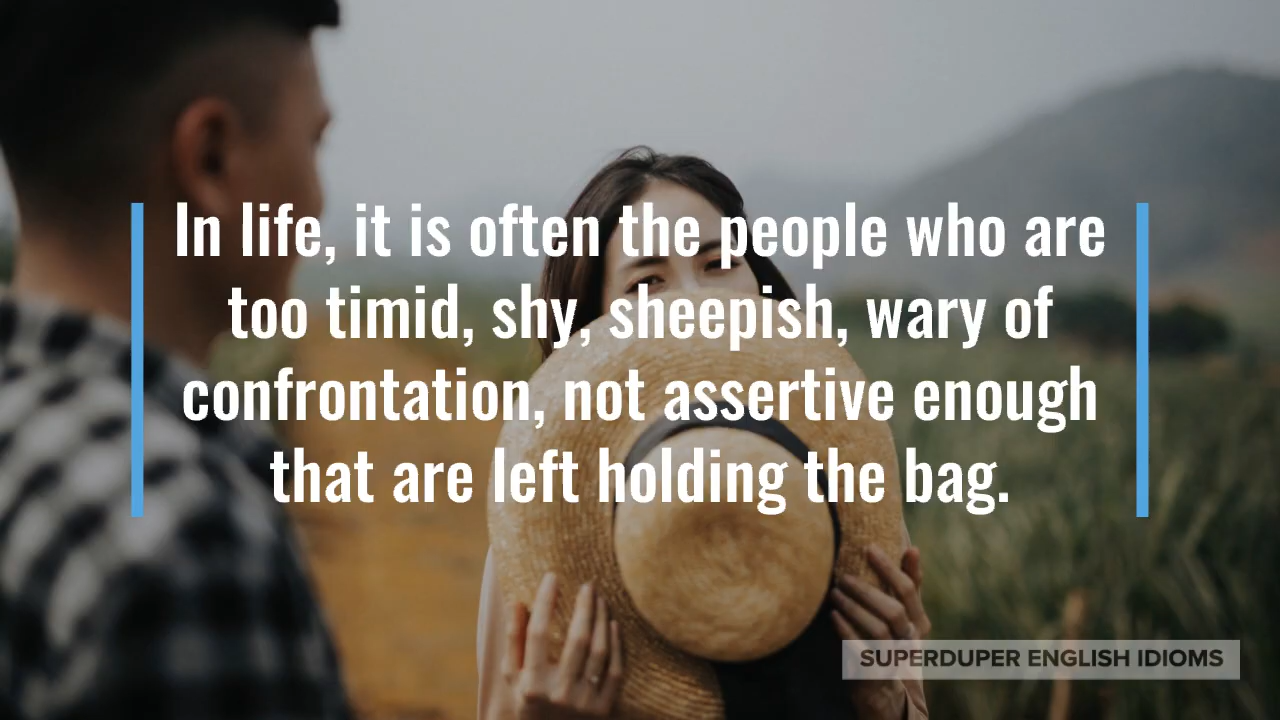 In life, it is often the people who are
too timid, shy, sheepish, wary of
confrontation, not assertive enough
that are left holding the bag.
SUPERDUPER ENGLISH IDIOMS